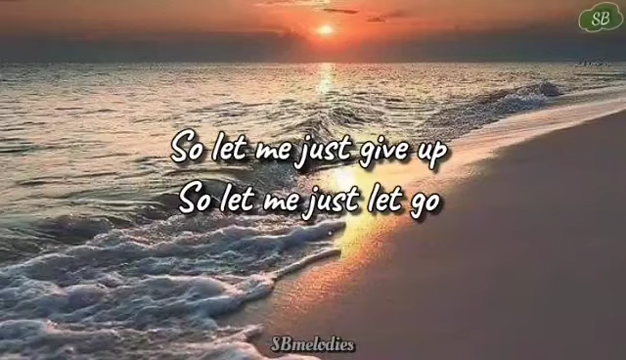 SB
So let me just give up
So let me just let go
SBmelodies